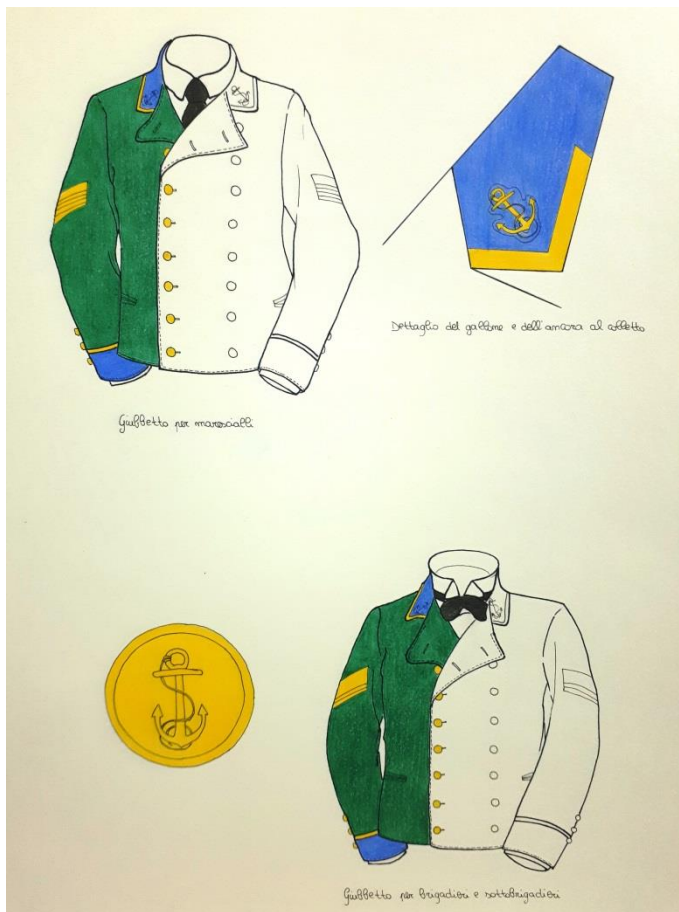 Dettaglio del gallone e dell'ancora al colletto
Giubbetto per marescialli
Giubbetto per brigadieri e sottobrigadieri